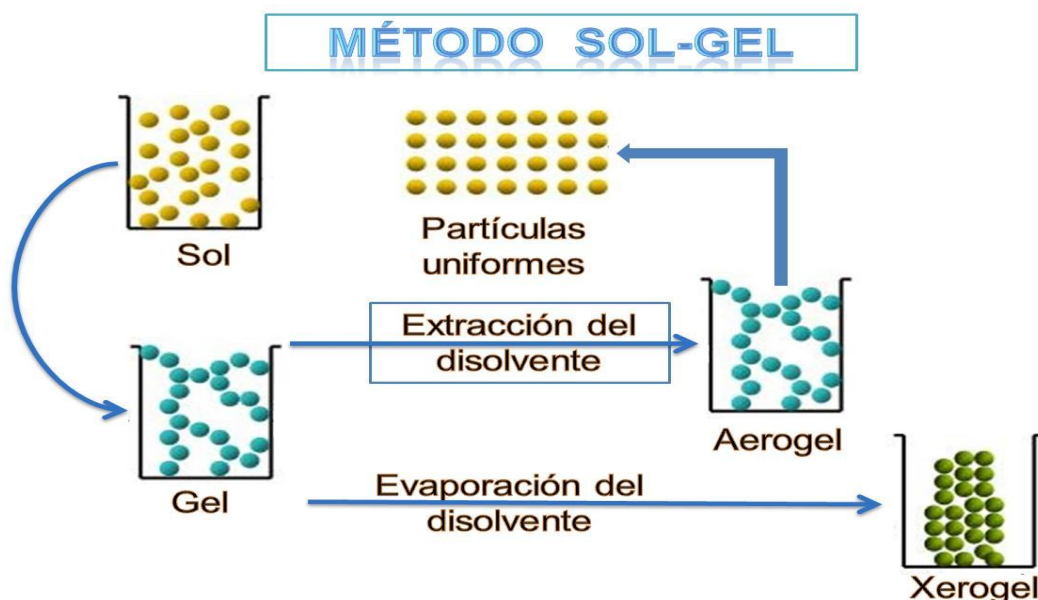 MÉTODO SOL-GEL
Sol
Partículas
uniformes
Extracción del
disolvente
Aerogel
Gel
Evaporación del
disolvente
Xerogel